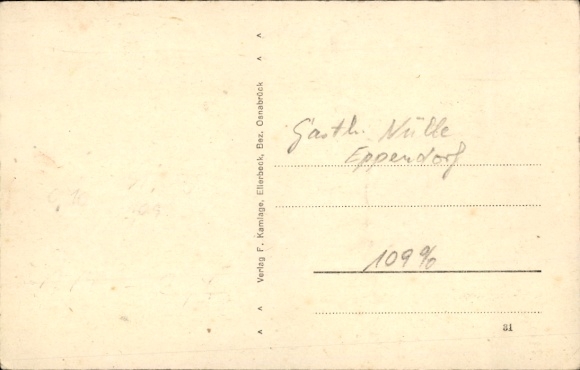 ^ ^ Verlag F. Kamlage, Ellerbeck, Bez. Osnabrück ^ ^
Gasth. Nülle
Eppendorf
109%
31